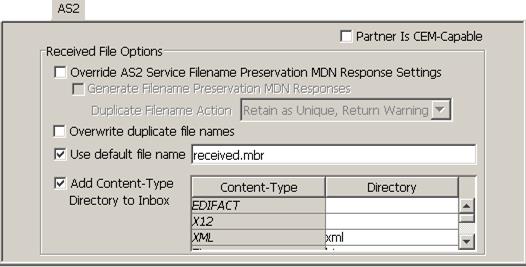 AS2
Partner Is CEM-Capable
Received File Options
Override AS2 Service Filename Preservation MDN Response Settings
Generate Filename Preservation MDN Responses
Duplicate Filename Action Retain as Unique, Return Warning
Overwrite duplicate file names
Use default file name received.mbr
Add Content-Type
Directory to Inbox
Content-Type Directory
EDIFACT
X12
XML xml